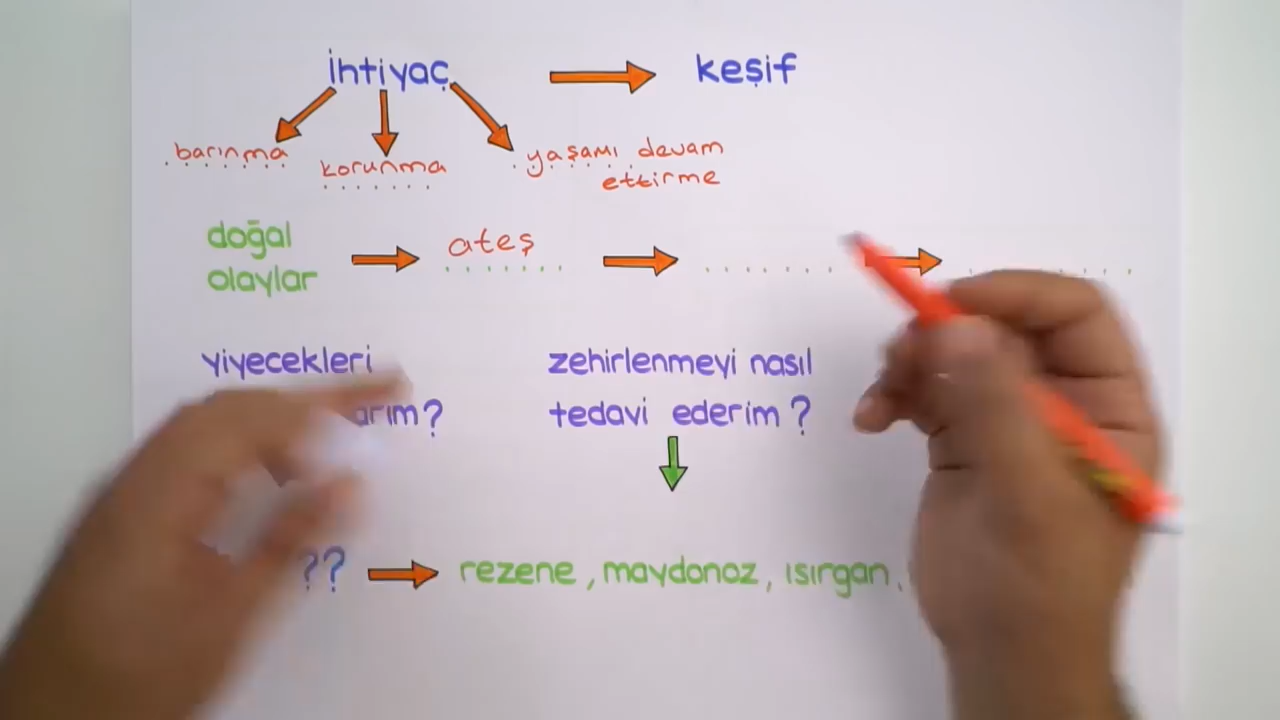 İhtiyaç keşif
barınma korunma yaşamı devam
ettirme
doğal
olaylar
ateş
yiyecekleri
zehirlenmeyi nasıl
tedavi ederim ?
?? rezene , maydonoz , ısırgan ,